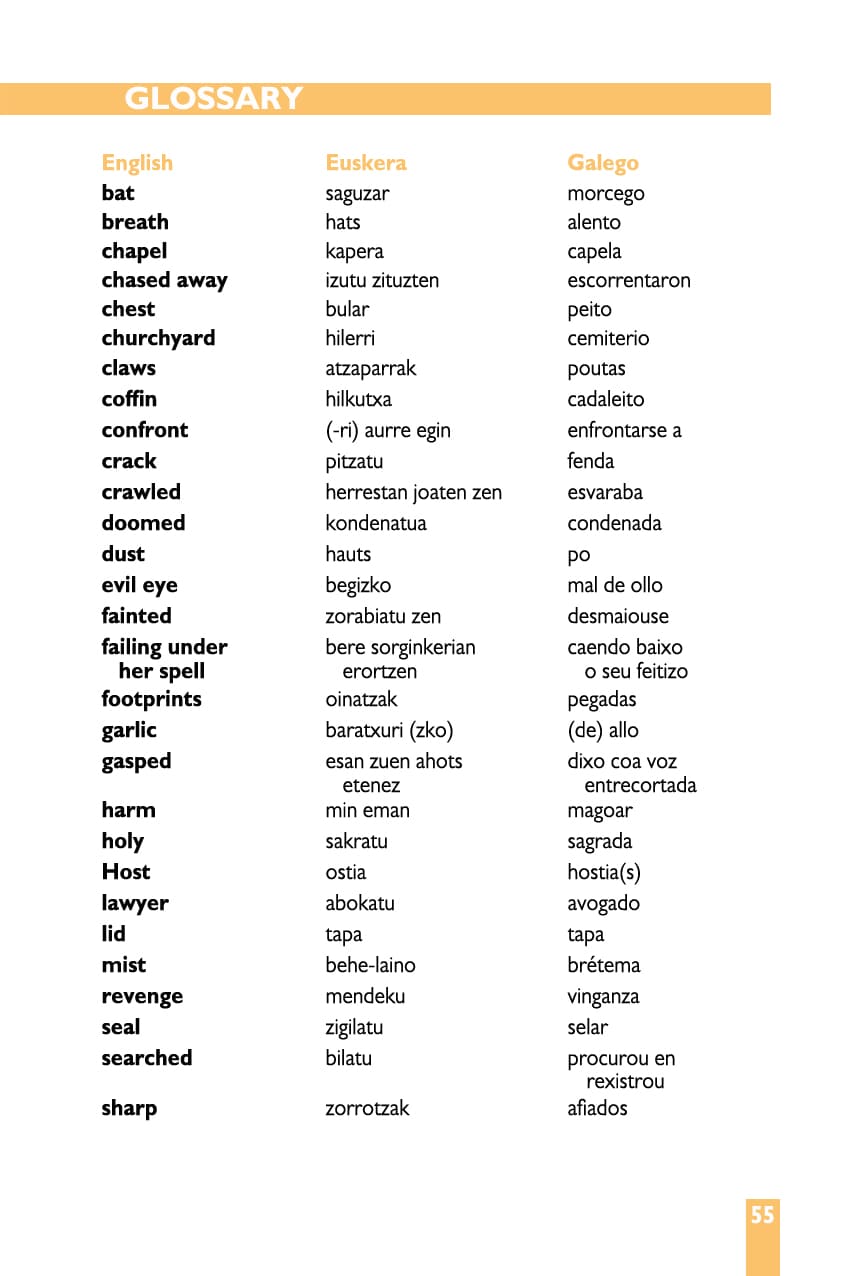 GLOSSARY
English Euskera Galego
bat saguzar morcego
breath hats alento
chapel kapera capela
chased away izutu zituzten escorrentaron
chest bular peito
churchyard hilerri cemiterio
claws atzaparrak poutas
coffin hilkutxa cadaleito
confront (-ri) aurre egin enfrontarse a
crack pitzatu fenda
crawled herrestan joaten zen esvaraba
doomed kondenatua condenada
dust hauts po
evil eye begizko mal de ollo
fainted zorabiatu zen desmaiouse
failing under bere sorginkerian caendo baixo
her spell erortzen o seu feitizo
footprints oinatzak pegadas
garlic baratxuri (zko) (de) allo
gasped esan zuen ahots dixo coa voz
etenez entrecortada
harm min eman magoar
holy sakratu sagrada
Host ostia hostia(s)
lawyer abokatu avogado
lid tapa tapa
mist behe-laino brétema
revenge mendeku vinganza
seal zigilatu selar
searched bilatu procurou en
rexistrou
sharp zorrotzak afiados
55